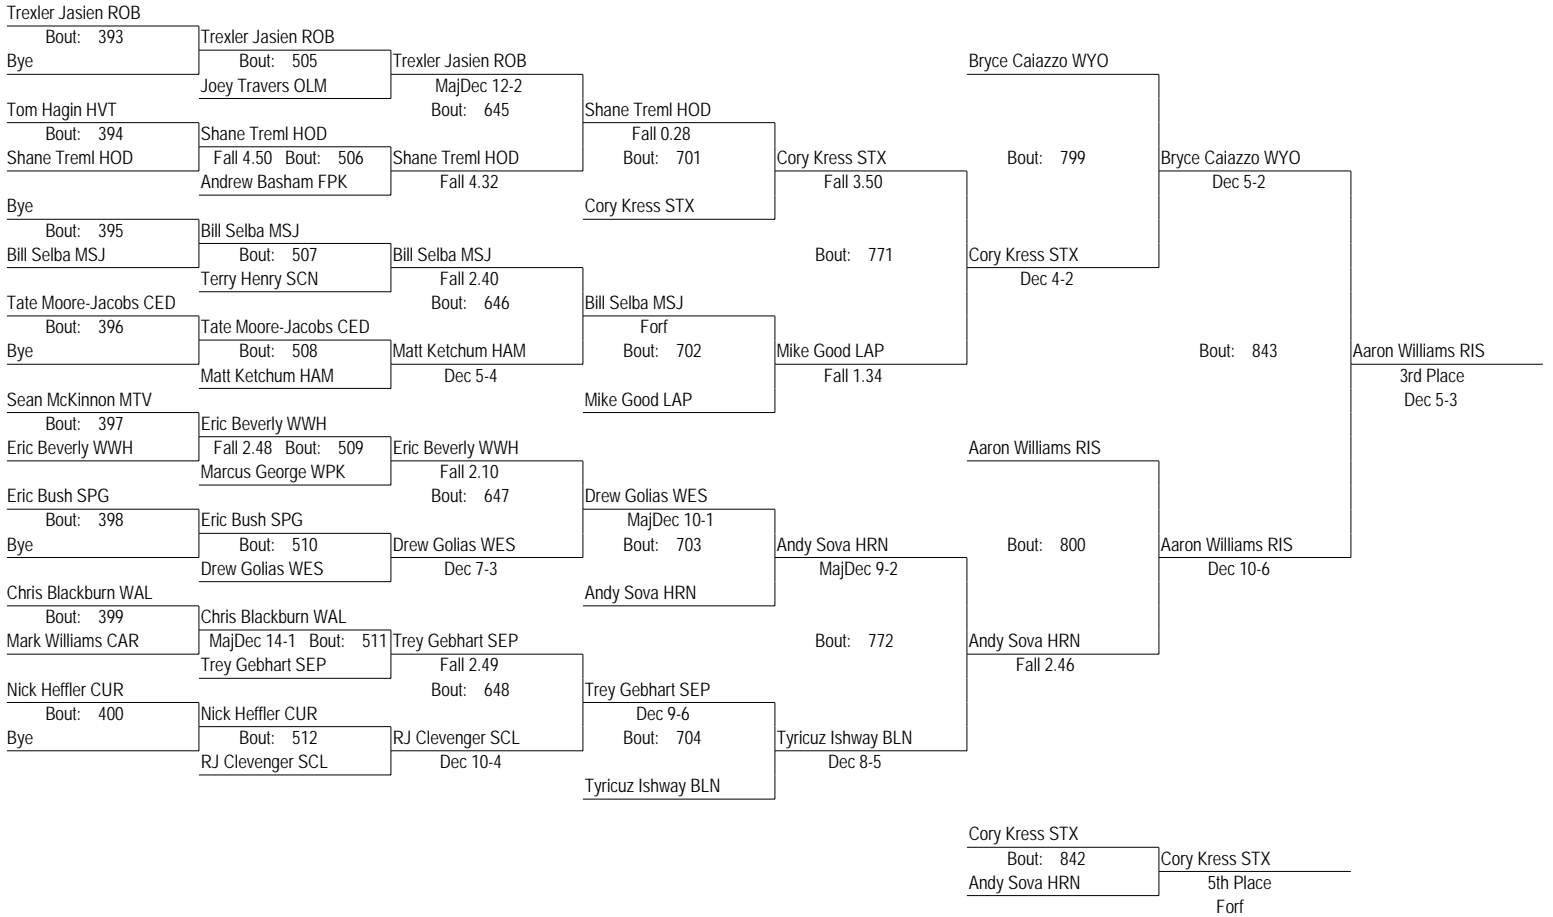 Trexler Jasien ROB
Bout: 393
Trexler Jasien ROB
Bye
Bout: 505
Trexler Jasien ROB
Bryce Caiazzo WYO
Joey Travers OLM
MajDec 12-2
Tom Hagin HVT
Bout: 645
Shane Treml HOD
Bout: 394
Shane Treml HOD
Fall 0.28
Shane Treml HOD
Fall 4.50 Bout: 506
Shane Treml HOD
Bout: 701
Cory Kress STX
Bout: 799
Bryce Caiazzo WYO
Andrew Basham FPK
Fall 4.32
Fall 3.50
Dec 5-2
Bye
Cory Kress STX
Bout: 395
Bill Selba MSJ
Bill Selba MSJ
Bout: 507
Bill Selba MSJ
Bout: 771
Cory Kress STX
Terry Henry SCN
Fall 2.40
Dec 4-2
Tate Moore-Jacobs CED
Bout: 646
Bill Selba MSJ
Bout: 396
Tate Moore-Jacobs CED
Forf
Bye
Bout: 508
Matt Ketchum HAM
Bout: 702
Mike Good LAP
Bout: 843
Aaron Williams RIS
Matt Ketchum HAM
Dec 5-4
Fall 1.34
3rd Place
Sean McKinnon MTV
Mike Good LAP
Dec 5-3
Bout: 397
Eric Beverly WWH
Eric Beverly WWH
Fall 2.48 Bout: 509
Eric Beverly WWH
Aaron Williams RIS
Marcus George WPK
Fall 2.10
Eric Bush SPG
Bout: 647
Drew Golias WES
Bout: 398
Eric Bush SPG
MajDec 10-1
Bye
Bout: 510
Drew Golias WES
Bout: 703
Andy Sova HRN
Bout: 800
Aaron Williams RIS
Drew Golias WES
Dec 7-3
MajDec 9-2
Dec 10-6
Chris Blackburn WAL
Andy Sova HRN
Bout: 399
Chris Blackburn WAL
Mark Williams CAR
MajDec 14-1 Bout: 511
Trey Gebhart SEP
Bout: 772
Andy Sova HRN
Trey Gebhart SEP
Fall 2.49
Fall 2.46
Nick Heffler CUR
Bout: 648
Trey Gebhart SEP
Bout: 400
Nick Heffler CUR
Dec 9-6
Bye
Bout: 512
RJ Clevenger SCL
Bout: 704
Tyricuz Ishway BLN
RJ Clevenger SCL
Dec 10-4
Dec 8-5
Tyricuz Ishway BLN
Cory Kress STX
Bout: 842
Cory Kress STX
Andy Sova HRN
5th Place
Forf